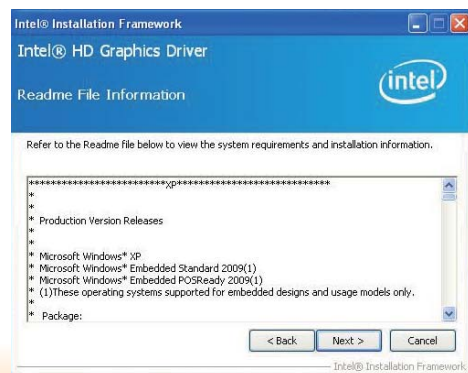 Intel® Installation Framework
Intel® HD Graphics Driver
Readme File Information
intel
Refer to the Readme file below to view the system requirements and installation information.
**************************XP*****************************
*
*
* Production Version Releases
*
*
* Microsoft Windows* XP
* Microsoft Windows* Embedded Standard 2009(1)
* Microsoft Windows* Embedded POSReady 2009(1)
* (1)These operating systems supported for embedded designs and usage models only.
*
* Package:
< Back Next > Cancel
Intel® Installation Framework